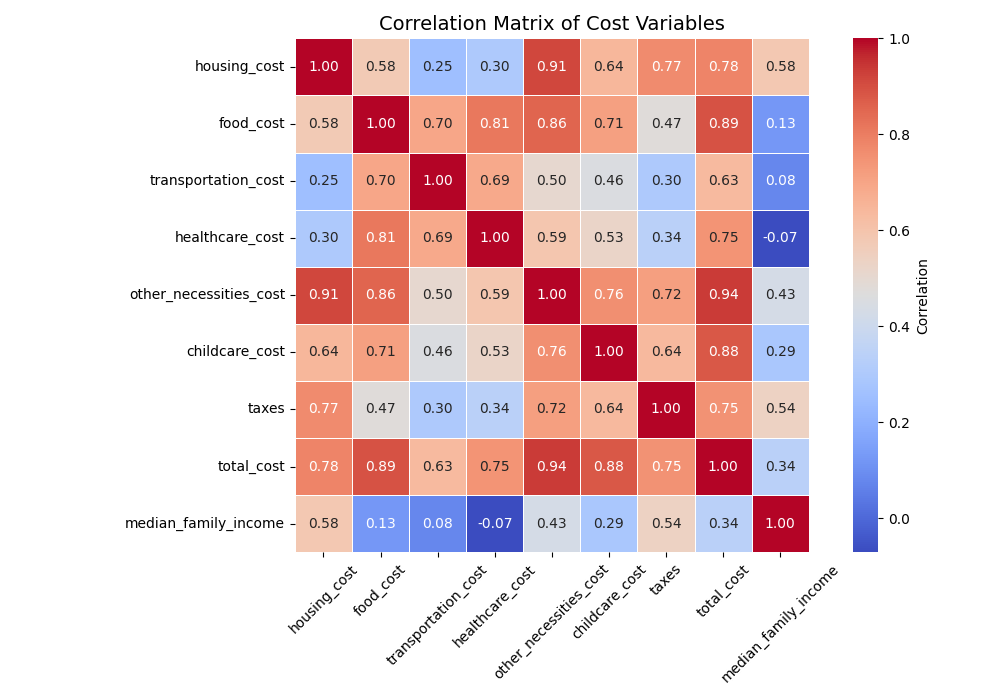 Correlation Matrix of Cost Variables
housing_cost 1.00 0.58 0.25 0.30 0.91 0.64 0.77 0.78 0.58
food_cost 0.58 1.00 0.70 0.81 0.86 0.71 0.47 0.89 0.13
transportation_cost 0.25 0.70 1.00 0.69 0.50 0.46 0.30 0.63 0.08
healthcare_cost 0.30 0.81 0.69 1.00 0.59 0.53 0.34 0.75 -0.07
other_necessities_cost 0.91 0.86 0.50 0.59 1.00 0.76 0.72 0.94 0.43
childcare_cost 0.64 0.71 0.46 0.53 0.76 1.00 0.64 0.88 0.29
taxes 0.77 0.47 0.30 0.34 0.72 0.64 1.00 0.75 0.54
total_cost 0.78 0.89 0.63 0.75 0.94 0.88 0.75 1.00 0.34
median_family_income 0.58 0.13 0.08 -0.07 0.43 0.29 0.54 0.34 1.00
housing_cost food_cost transportation_cost healthcare_cost other_necessities_cost childcare_cost taxes total_cost median_family_income
1.0
0.8
0.6
0.4
0.2
0.0
Correlation